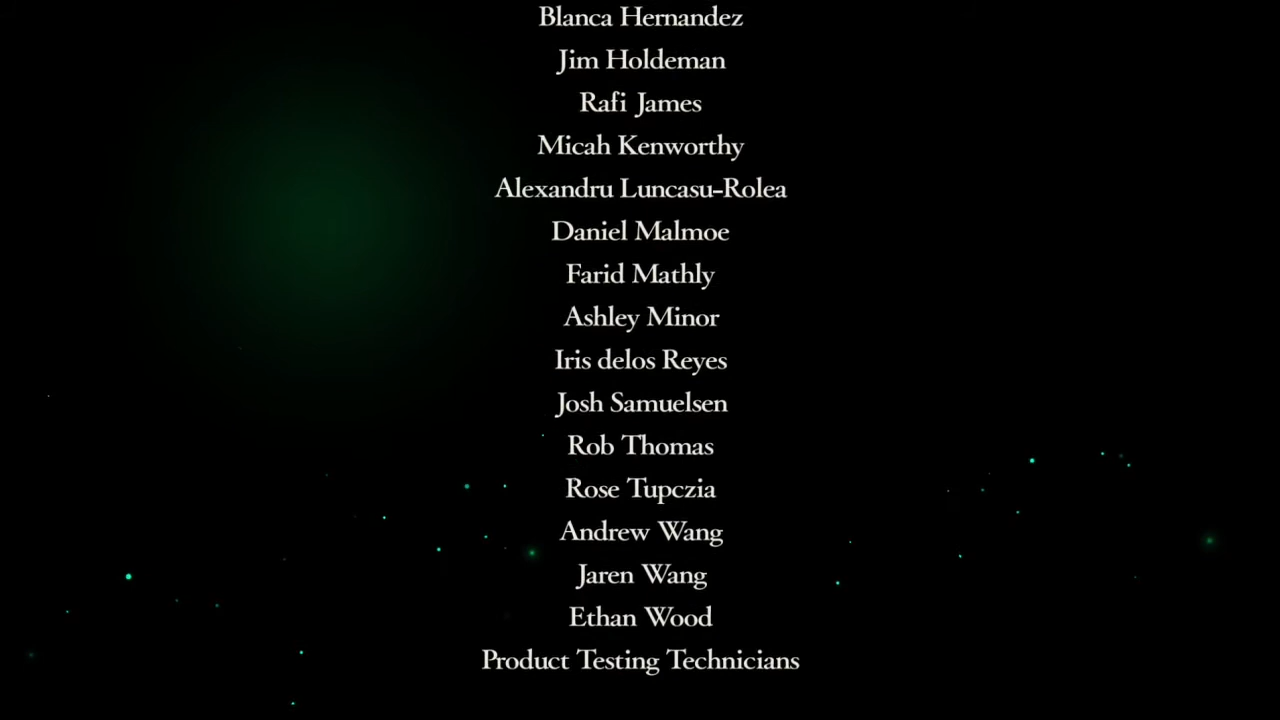 Blanca Hernandez
Jim Holdeman
Rafi James
Micah Kenworthy
Alexandru Luncasu-Rolea
Daniel Malmoe
Farid Mathly
Ashley Minor
Iris delos Reyes
Josh Samuelsen
Rob Thomas
Rose Tupczia
Andrew Wang
Jaren Wang
Ethan Wood
Product Testing Technicians